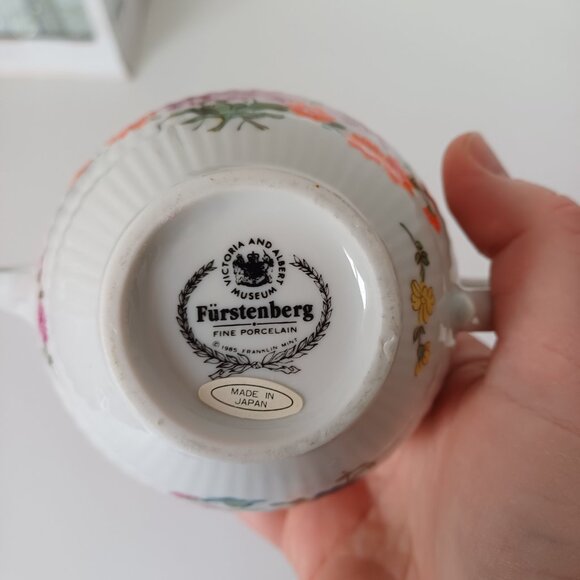 VICTORIA AND ALBERT
MUSEUM
Fürstenberg
FINE PORCELAIN
© 1985 FRANKLIN MINT
MADE IN
JAPAN